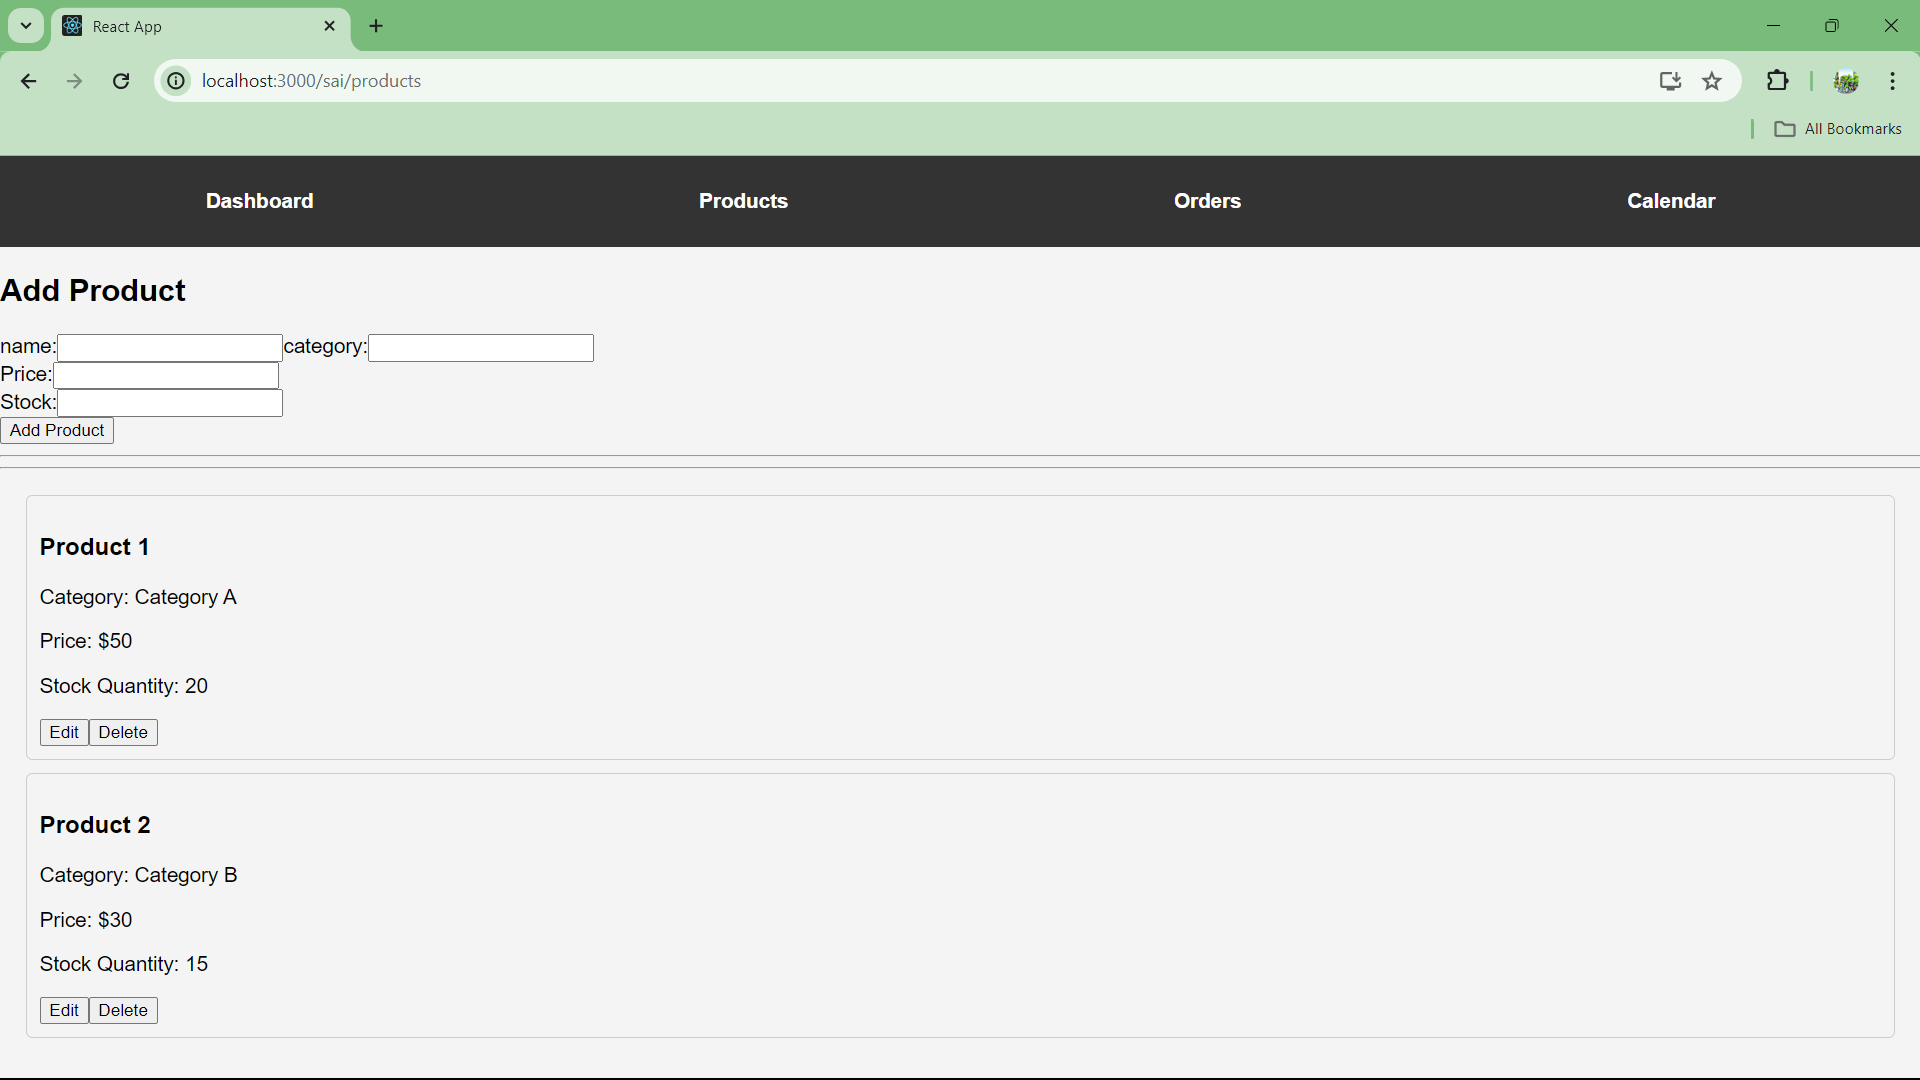 React App
localhost:3000/sai/products
All Bookmarks
Dashboard Products Orders Calendar
Add Product
name: category:
Price:
Stock:
Add Product
Product 1
Category: Category A
Price: $50
Stock Quantity: 20
Edit Delete
Product 2
Category: Category B
Price: $30
Stock Quantity: 15
Edit Delete